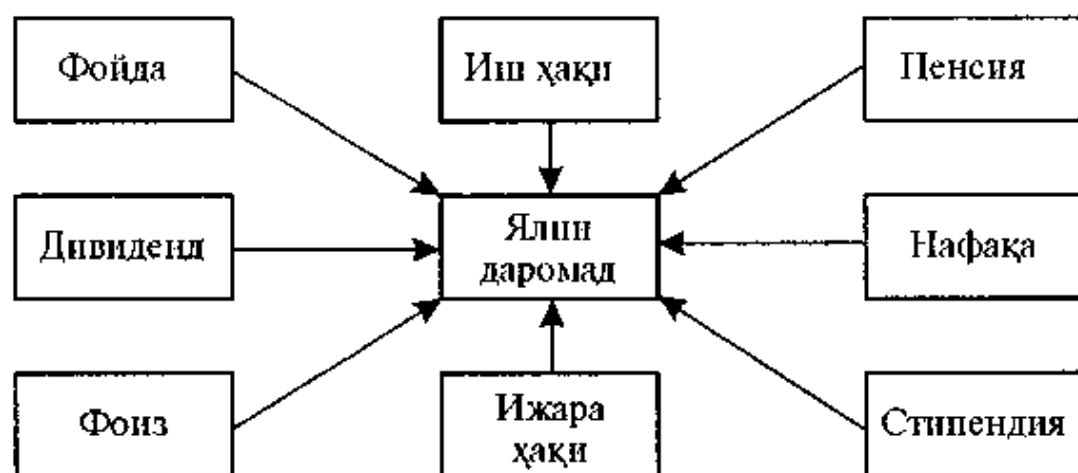 Фойда
Иш ҳақи
Пенсия
Дивиденд
Ялпи
даромад
Нафақа
Фоиз
Ижара
ҳақи
Стипендия